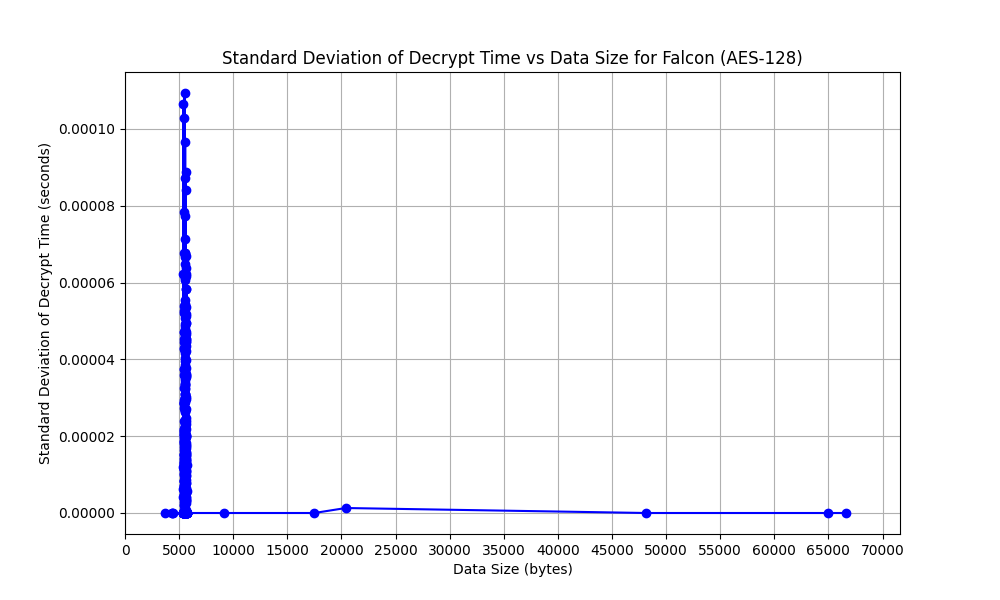 Standard Deviation of Decrypt Time vs Data Size for Falcon (AES-128)
Standard Deviation of Decrypt Time (seconds)
0.00010
0.00008
0.00006
0.00004
0.00002
0.00000
0 5000 10000 15000 20000 25000 30000 35000 40000 45000 50000 55000 60000 65000 70000
Data Size (bytes)